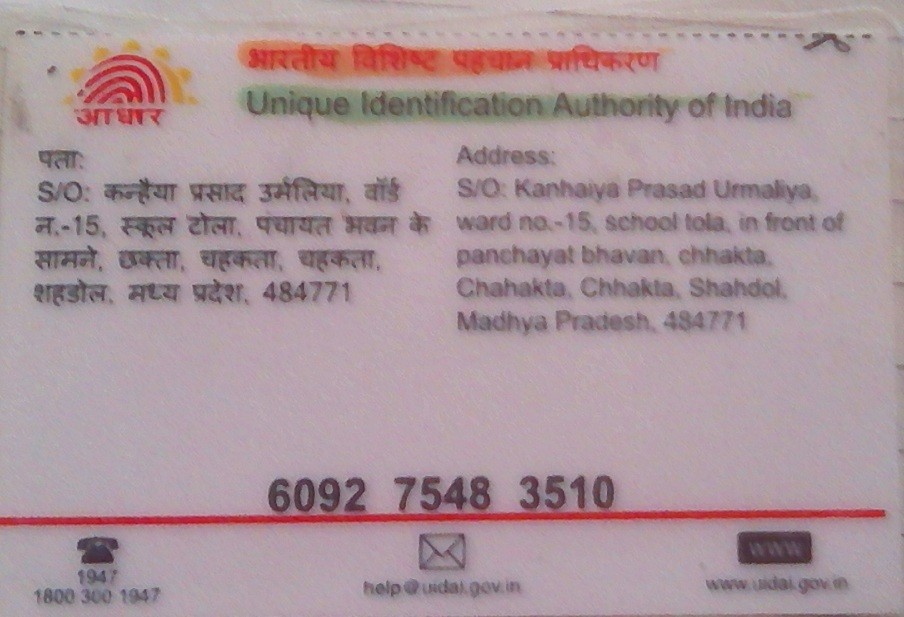 भारतीय विशिष्ट पहचान प्राधिकरण
Unique Identification Authority of India
आधार
पता:
S/O: कन्हैया प्रसाद उर्मलिया, वॉर्ड
न.-15, स्कूल टोला, पंचायत भवन के
सामने, छक्ता, चहकता, चहकता,
शहडोल, मध्य प्रदेश, 484771
Address:
S/O: Kanhaiya Prasad Urmaliya,
ward no.-15, school tola, in front of
panchayat bhavan, chhakta,
Chahakta, Chhakta, Shahdol,
Madhya Pradesh, 484771
6092 7548 3510
1947
1800 300 1947
help@uidai.gov.in
www
www.uidai.gov.in